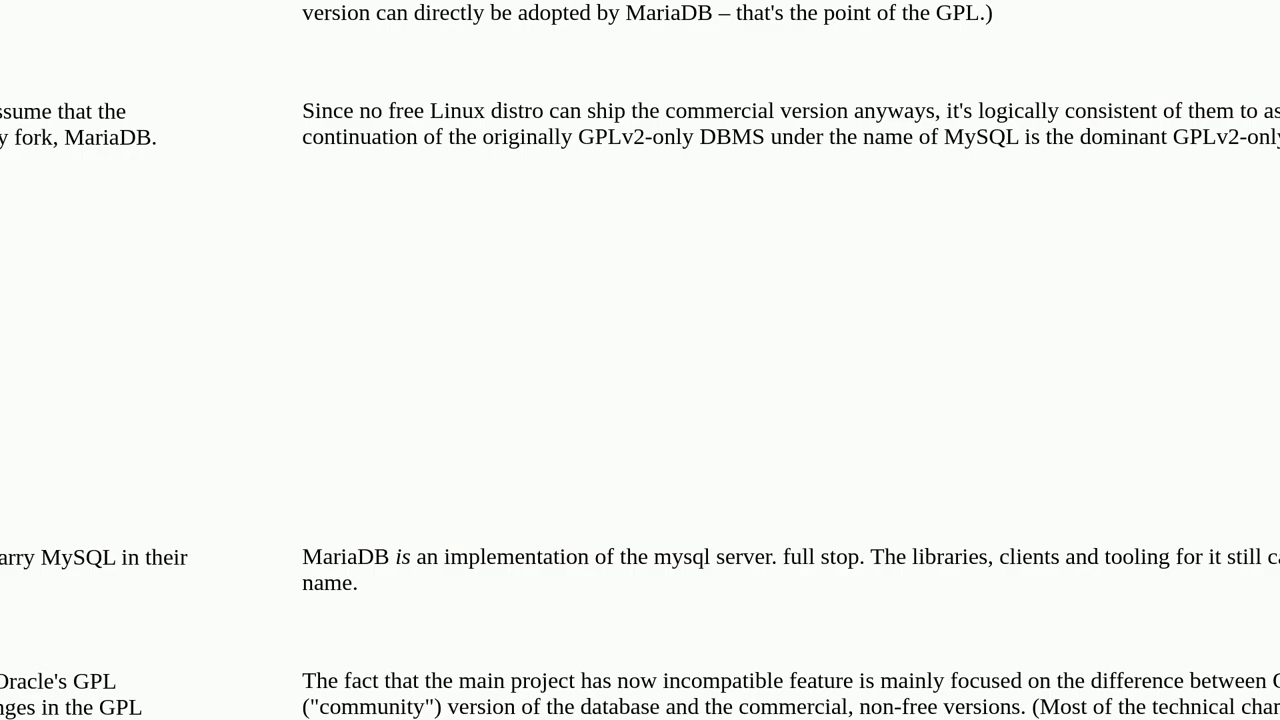 version can directly be adopted by MariaDB – that's the point of the GPL.)
ssume that the
y fork, MariaDB.
Since no free Linux distro can ship the commercial version anyways, it's logically consistent of them to as
continuation of the originally GPLv2-only DBMS under the name of MySQL is the dominant GPLv2-only
arry MySQL in their
MariaDB is an implementation of the mysql server. full stop. The libraries, clients and tooling for it still ca
name.
Oracle's GPL
nges in the GPL
The fact that the main project has now incompatible feature is mainly focused on the difference between O
("community") version of the database and the commercial, non-free versions. (Most of the technical chan